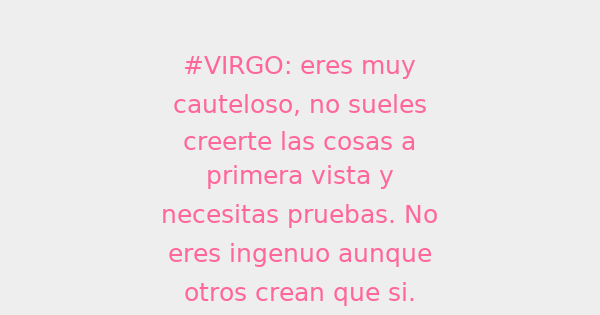 #VIRGO: eres muy
cauteloso, no sueles
creerte las cosas a
primera vista y
necesitas pruebas. No
eres ingenuo aunque
otros crean que si.